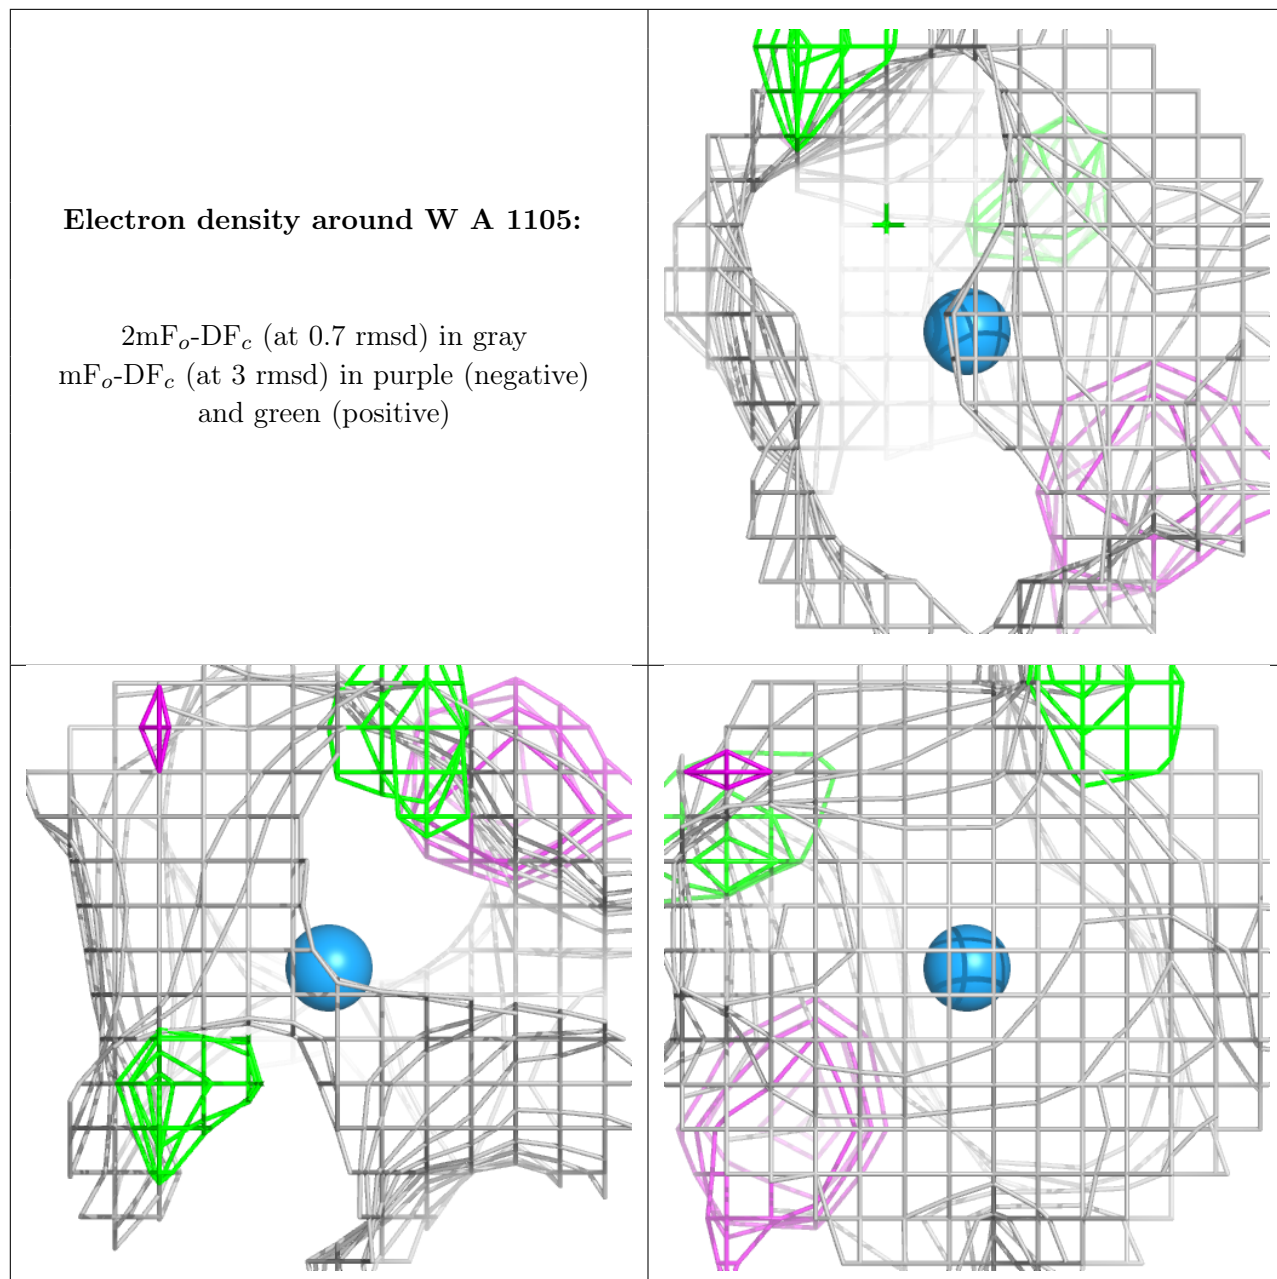 Electron density around W A 1105:
2mFo-DFc (at 0.7 rmsd) in gray
mFo-DFc (at 3 rmsd) in purple (negative)
and green (positive)